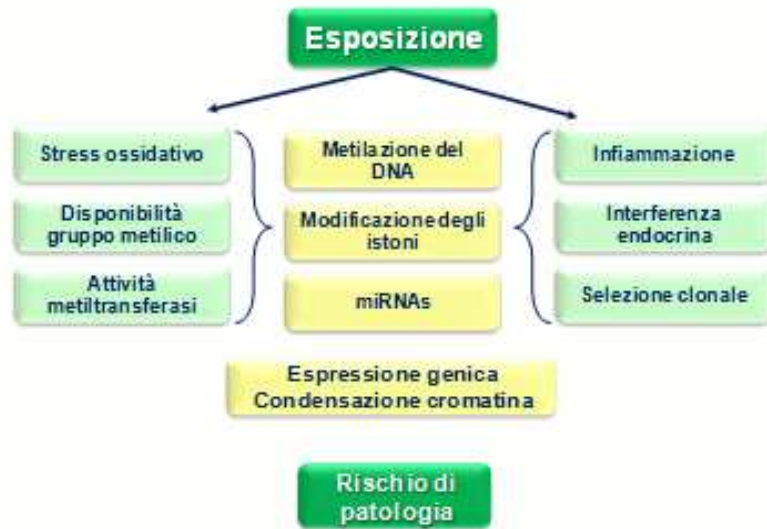 Esposizione
Stress ossidativo
Disponibilità
gruppo metilico
Attività
metiltransferasi
Metilazione del
DNA
Modificazione degli
istoni
miRNAs
Infiammazione
Interferenza
endocrina
Selezione clonale
Espressione genica
Condensazione cromatina
Rischio di
patologia